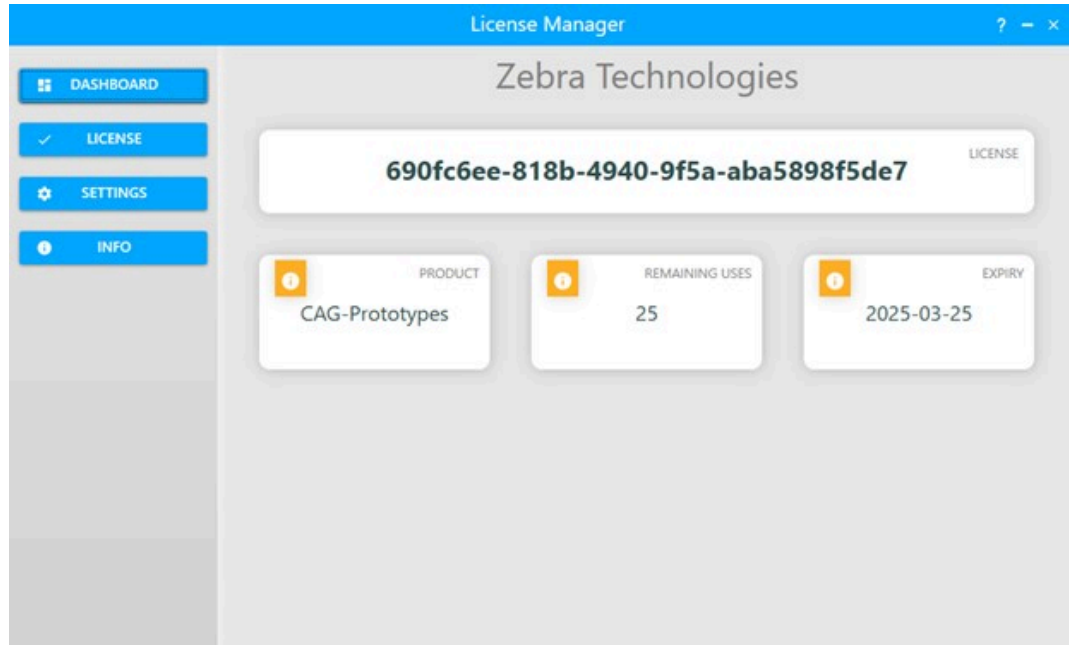 License Manager
? – ×
DASHBOARD
LICENSE
SETTINGS
INFO
Zebra Technologies
LICENSE
690fc6ee-818b-4940-9f5a-aba5898f5de7
PRODUCT
CAG-Prototypes
REMAINING USES
25
EXPIRY
2025-03-25